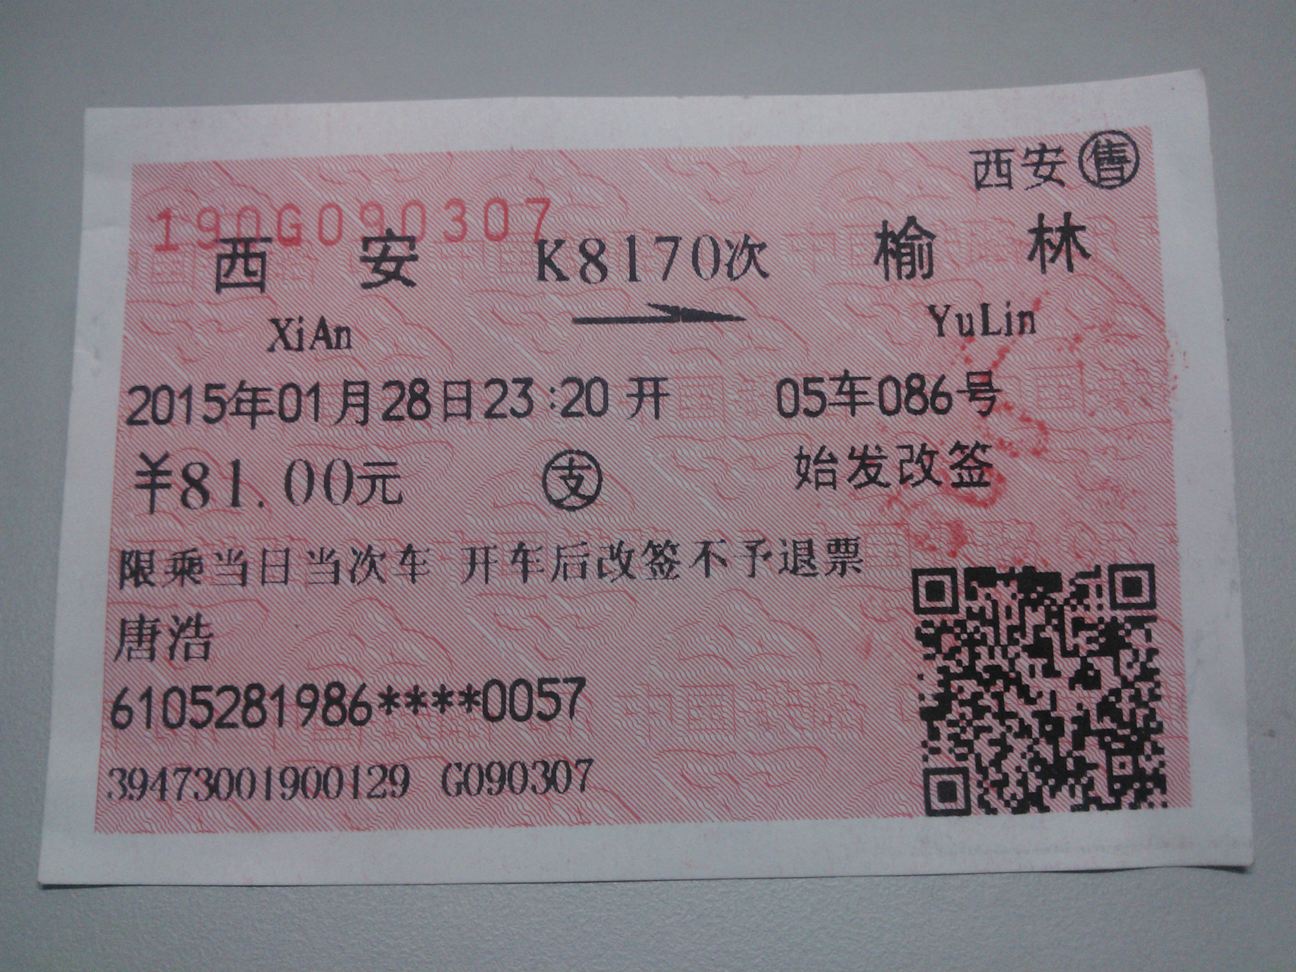 西安 售
190G090307
西安 K8170次 榆林
XiAn YuLin
2015年01月28日23:20开 05车086号
¥81.00元 支 始发改签
限乘当日当次车 开车后改签不予退票
唐浩
6105281986****0057
39473001900129 G090307